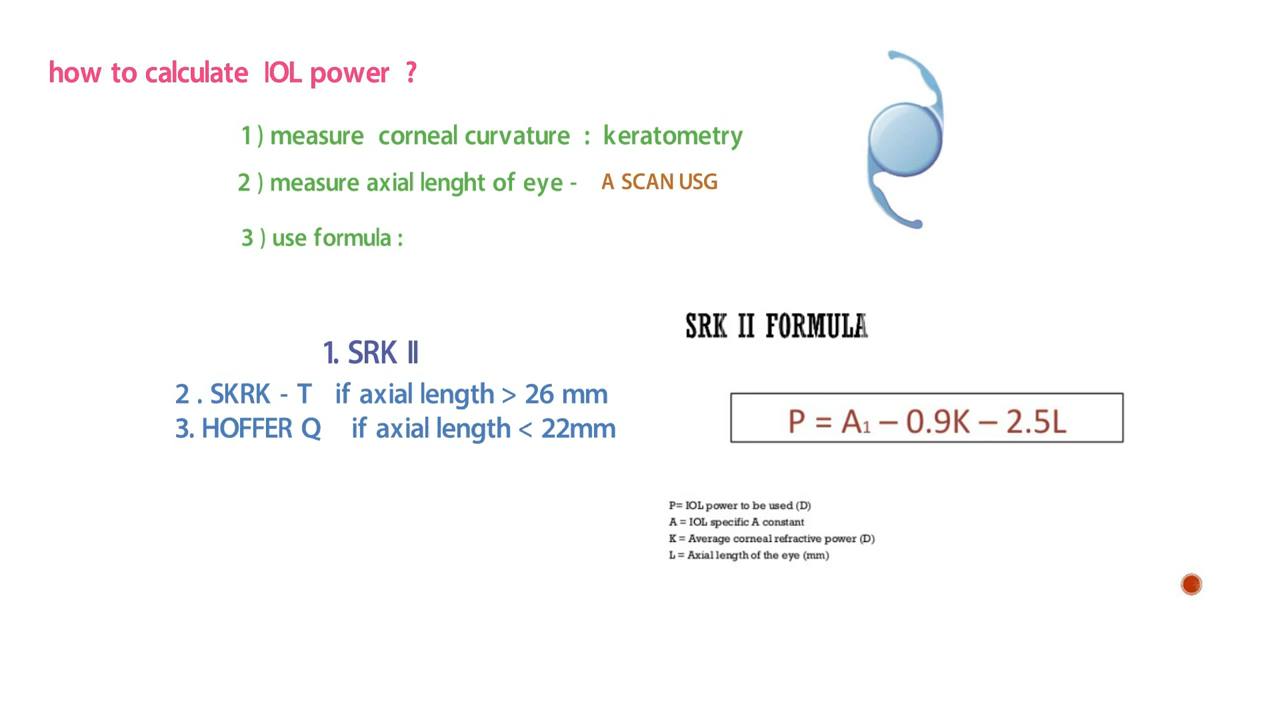 how to calculate IOL power ?
1 ) measure corneal curvature : keratometry
2 ) measure axial lenght of eye - A SCAN USG
3 ) use formula :
SRK II FORMULA
1. SRK II
2 . SKRK - T if axial length > 26 mm
3. HOFFER Q if axial length < 22mm
P = A₁ – 0.9K – 2.5L
P= IOL power to be used (D)
A = IOL specific A constant
K = Average corneal refractive power (D)
L = Axial length of the eye (mm)